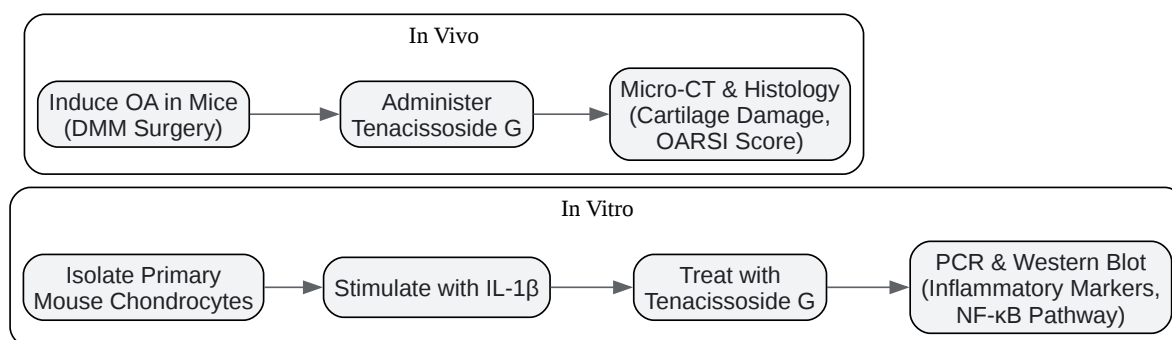 In Vivo
Induce OA in Mice
(DMM Surgery)
Administer
Tenacissoside G
Micro-CT & Histology
(Cartilage Damage,
OARSI Score)
In Vitro
Isolate Primary
Mouse Chondrocytes
Stimulate with IL-1β
Treat with
Tenacissoside G
PCR & Western Blot
(Inflammatory Markers,
NF-κB Pathway)